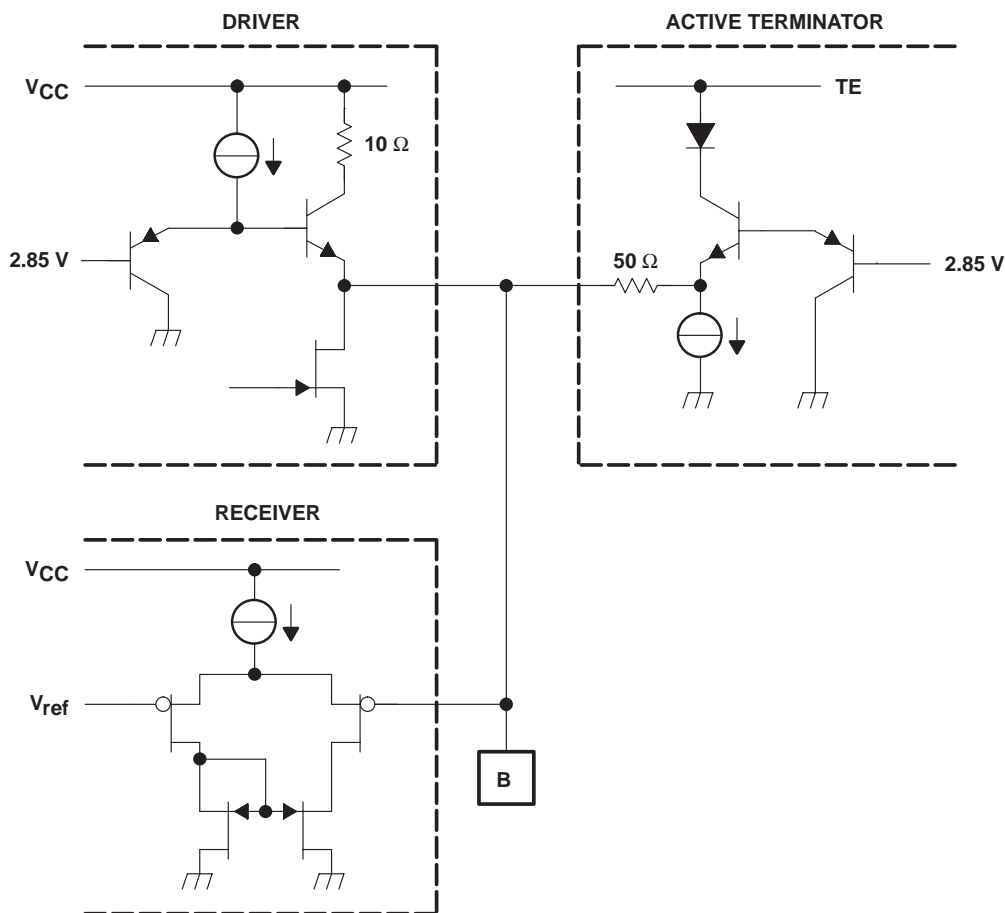 DRIVER
ACTIVE TERMINATOR
VCC
TE
10 Ω
2.85 V
50 Ω
2.85 V
RECEIVER
VCC
Vref
B